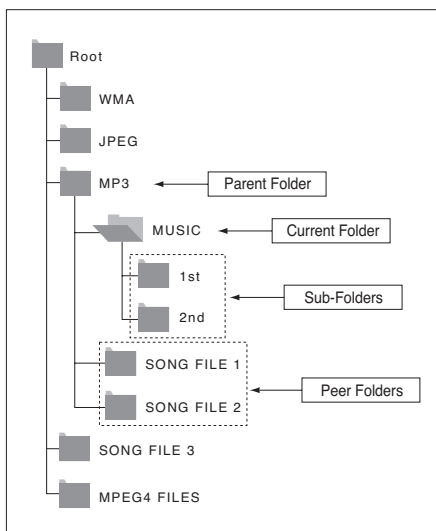 Root
WMA
JPEG
MP3
Parent Folder
MUSIC
Current Folder
1st
Sub-Folders
2nd
SONG FILE 1
Peer Folders
SONG FILE 2
SONG FILE 3
MPEG4 FILES